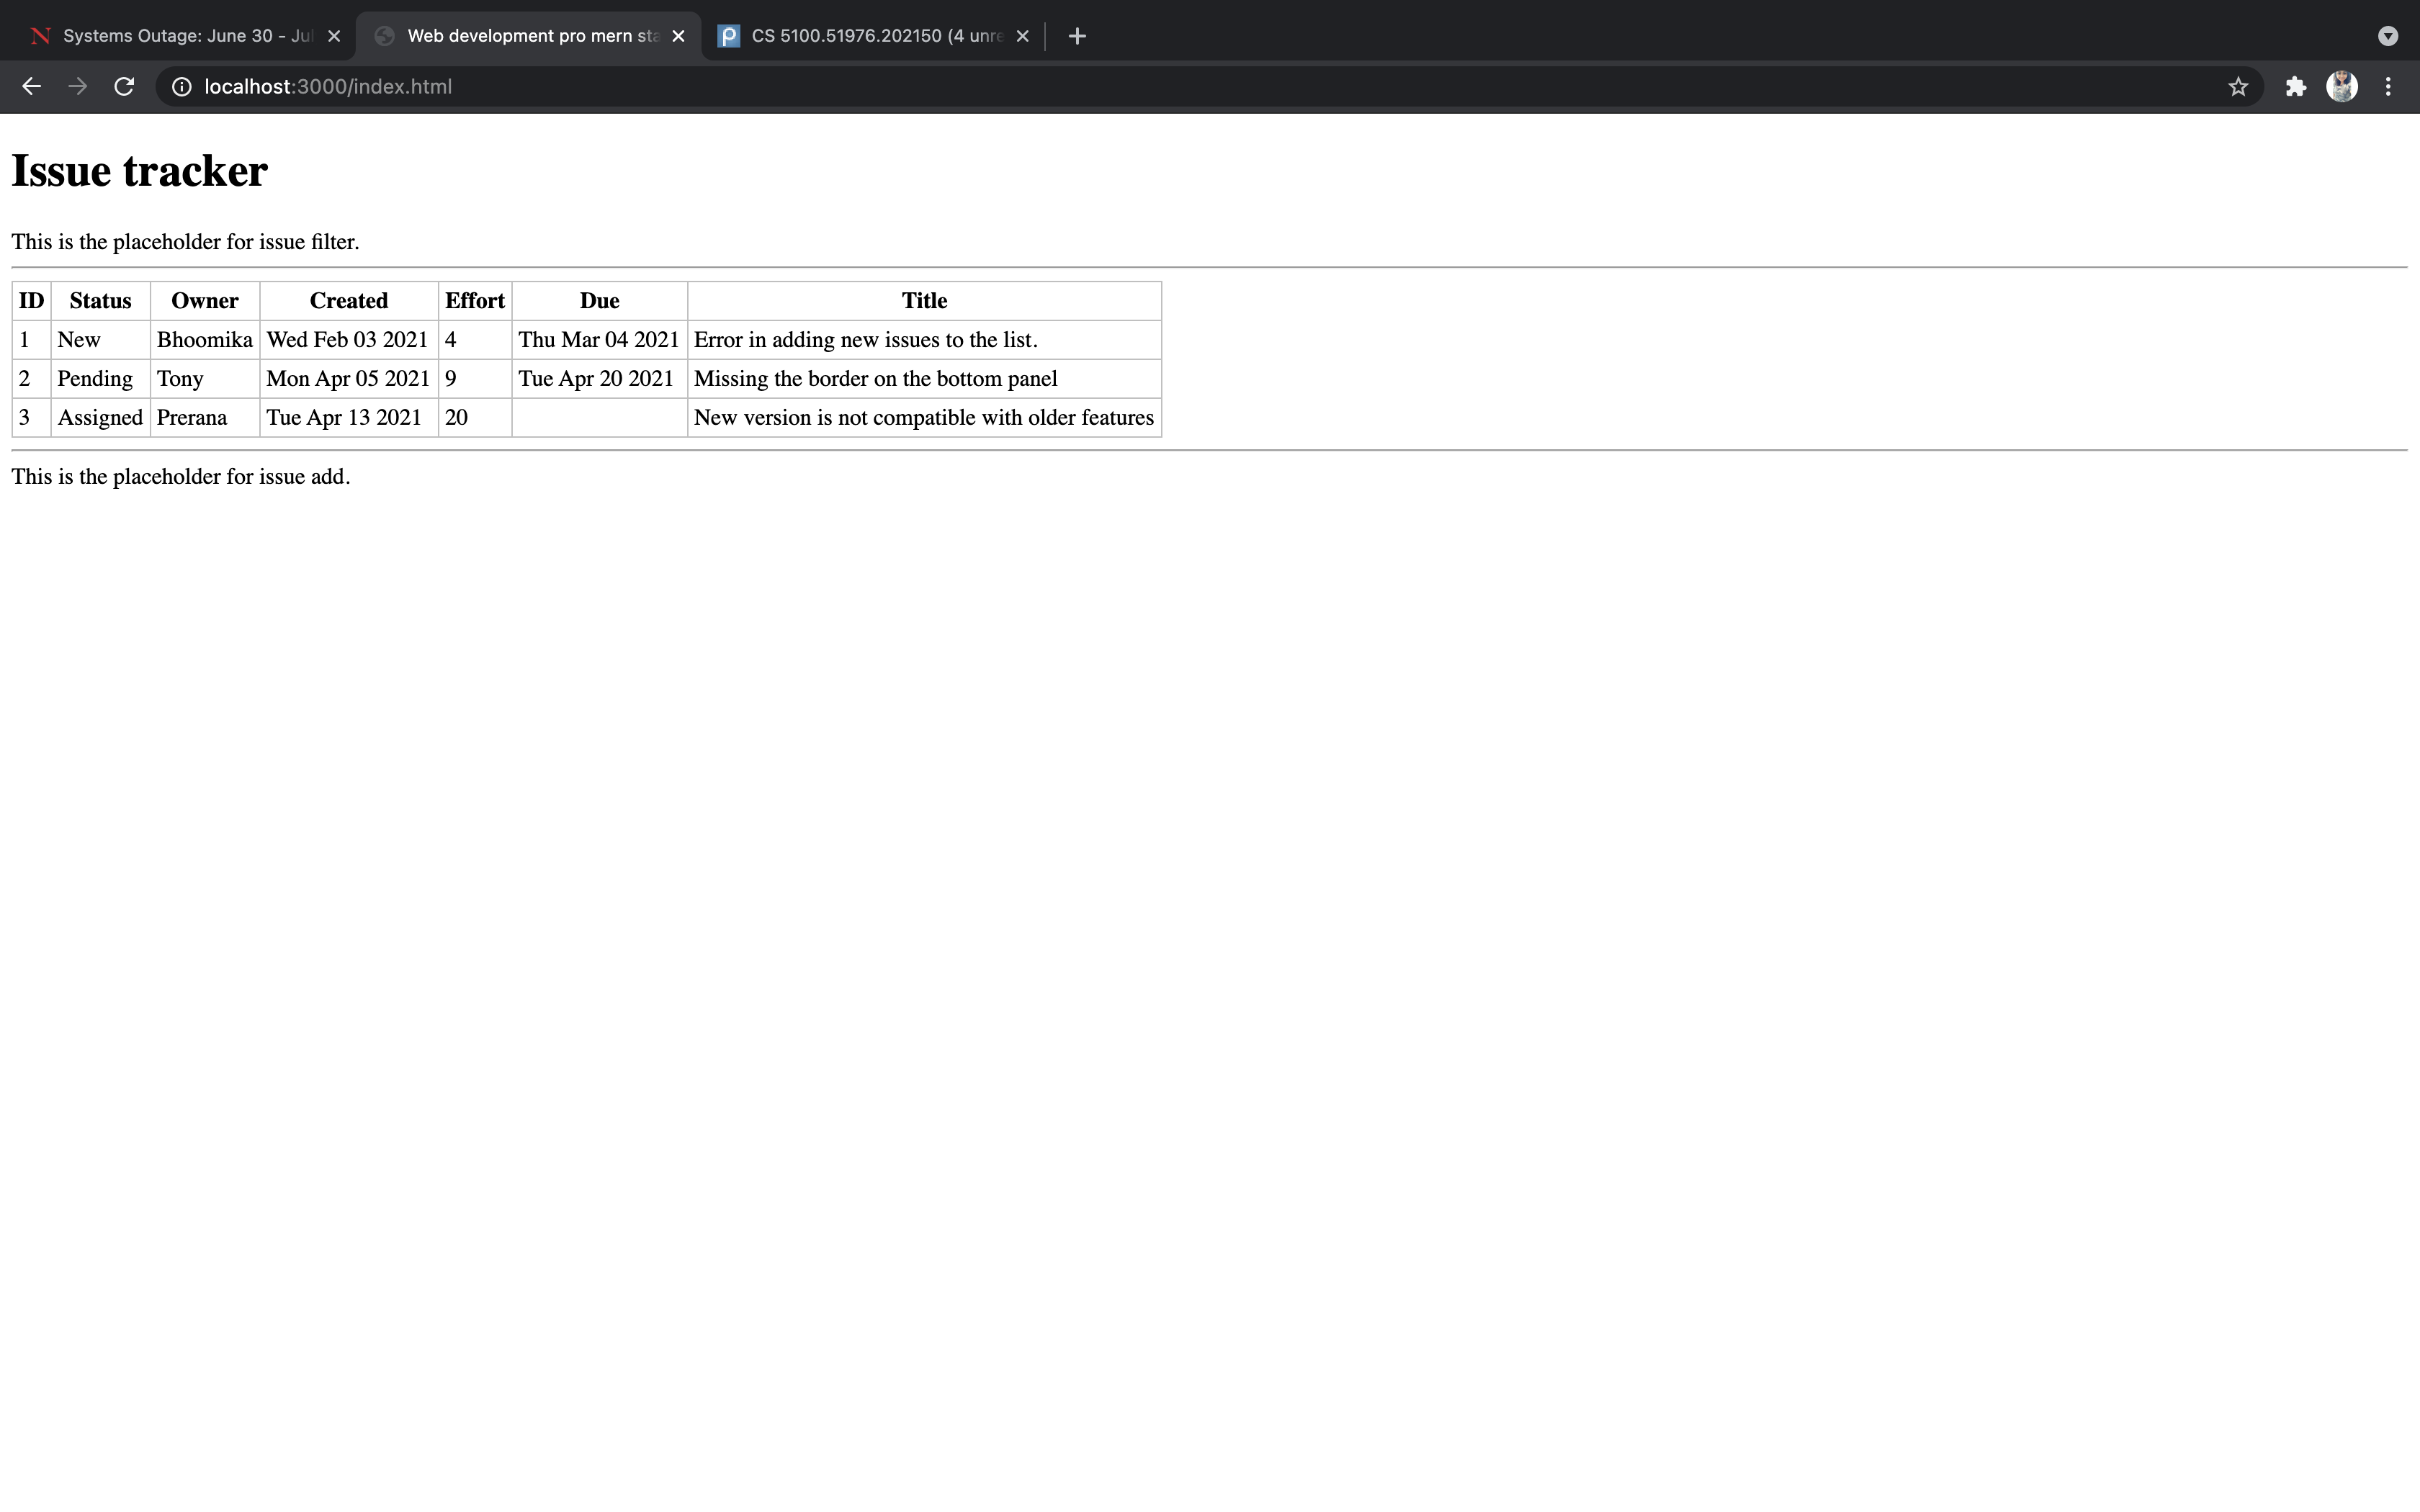 Systems Outage: June 30 - Jul
Web development pro mern sta
CS 5100.51976.202150 (4 unre
localhost:3000/index.html
Issue tracker
This is the placeholder for issue filter.
ID Status Owner Created Effort Due Title
1 New Bhoomika Wed Feb 03 2021 4 Thu Mar 04 2021 Error in adding new issues to the list.
2 Pending Tony Mon Apr 05 2021 9 Tue Apr 20 2021 Missing the border on the bottom panel
3 Assigned Prerana Tue Apr 13 2021 20 New version is not compatible with older features
This is the placeholder for issue add.